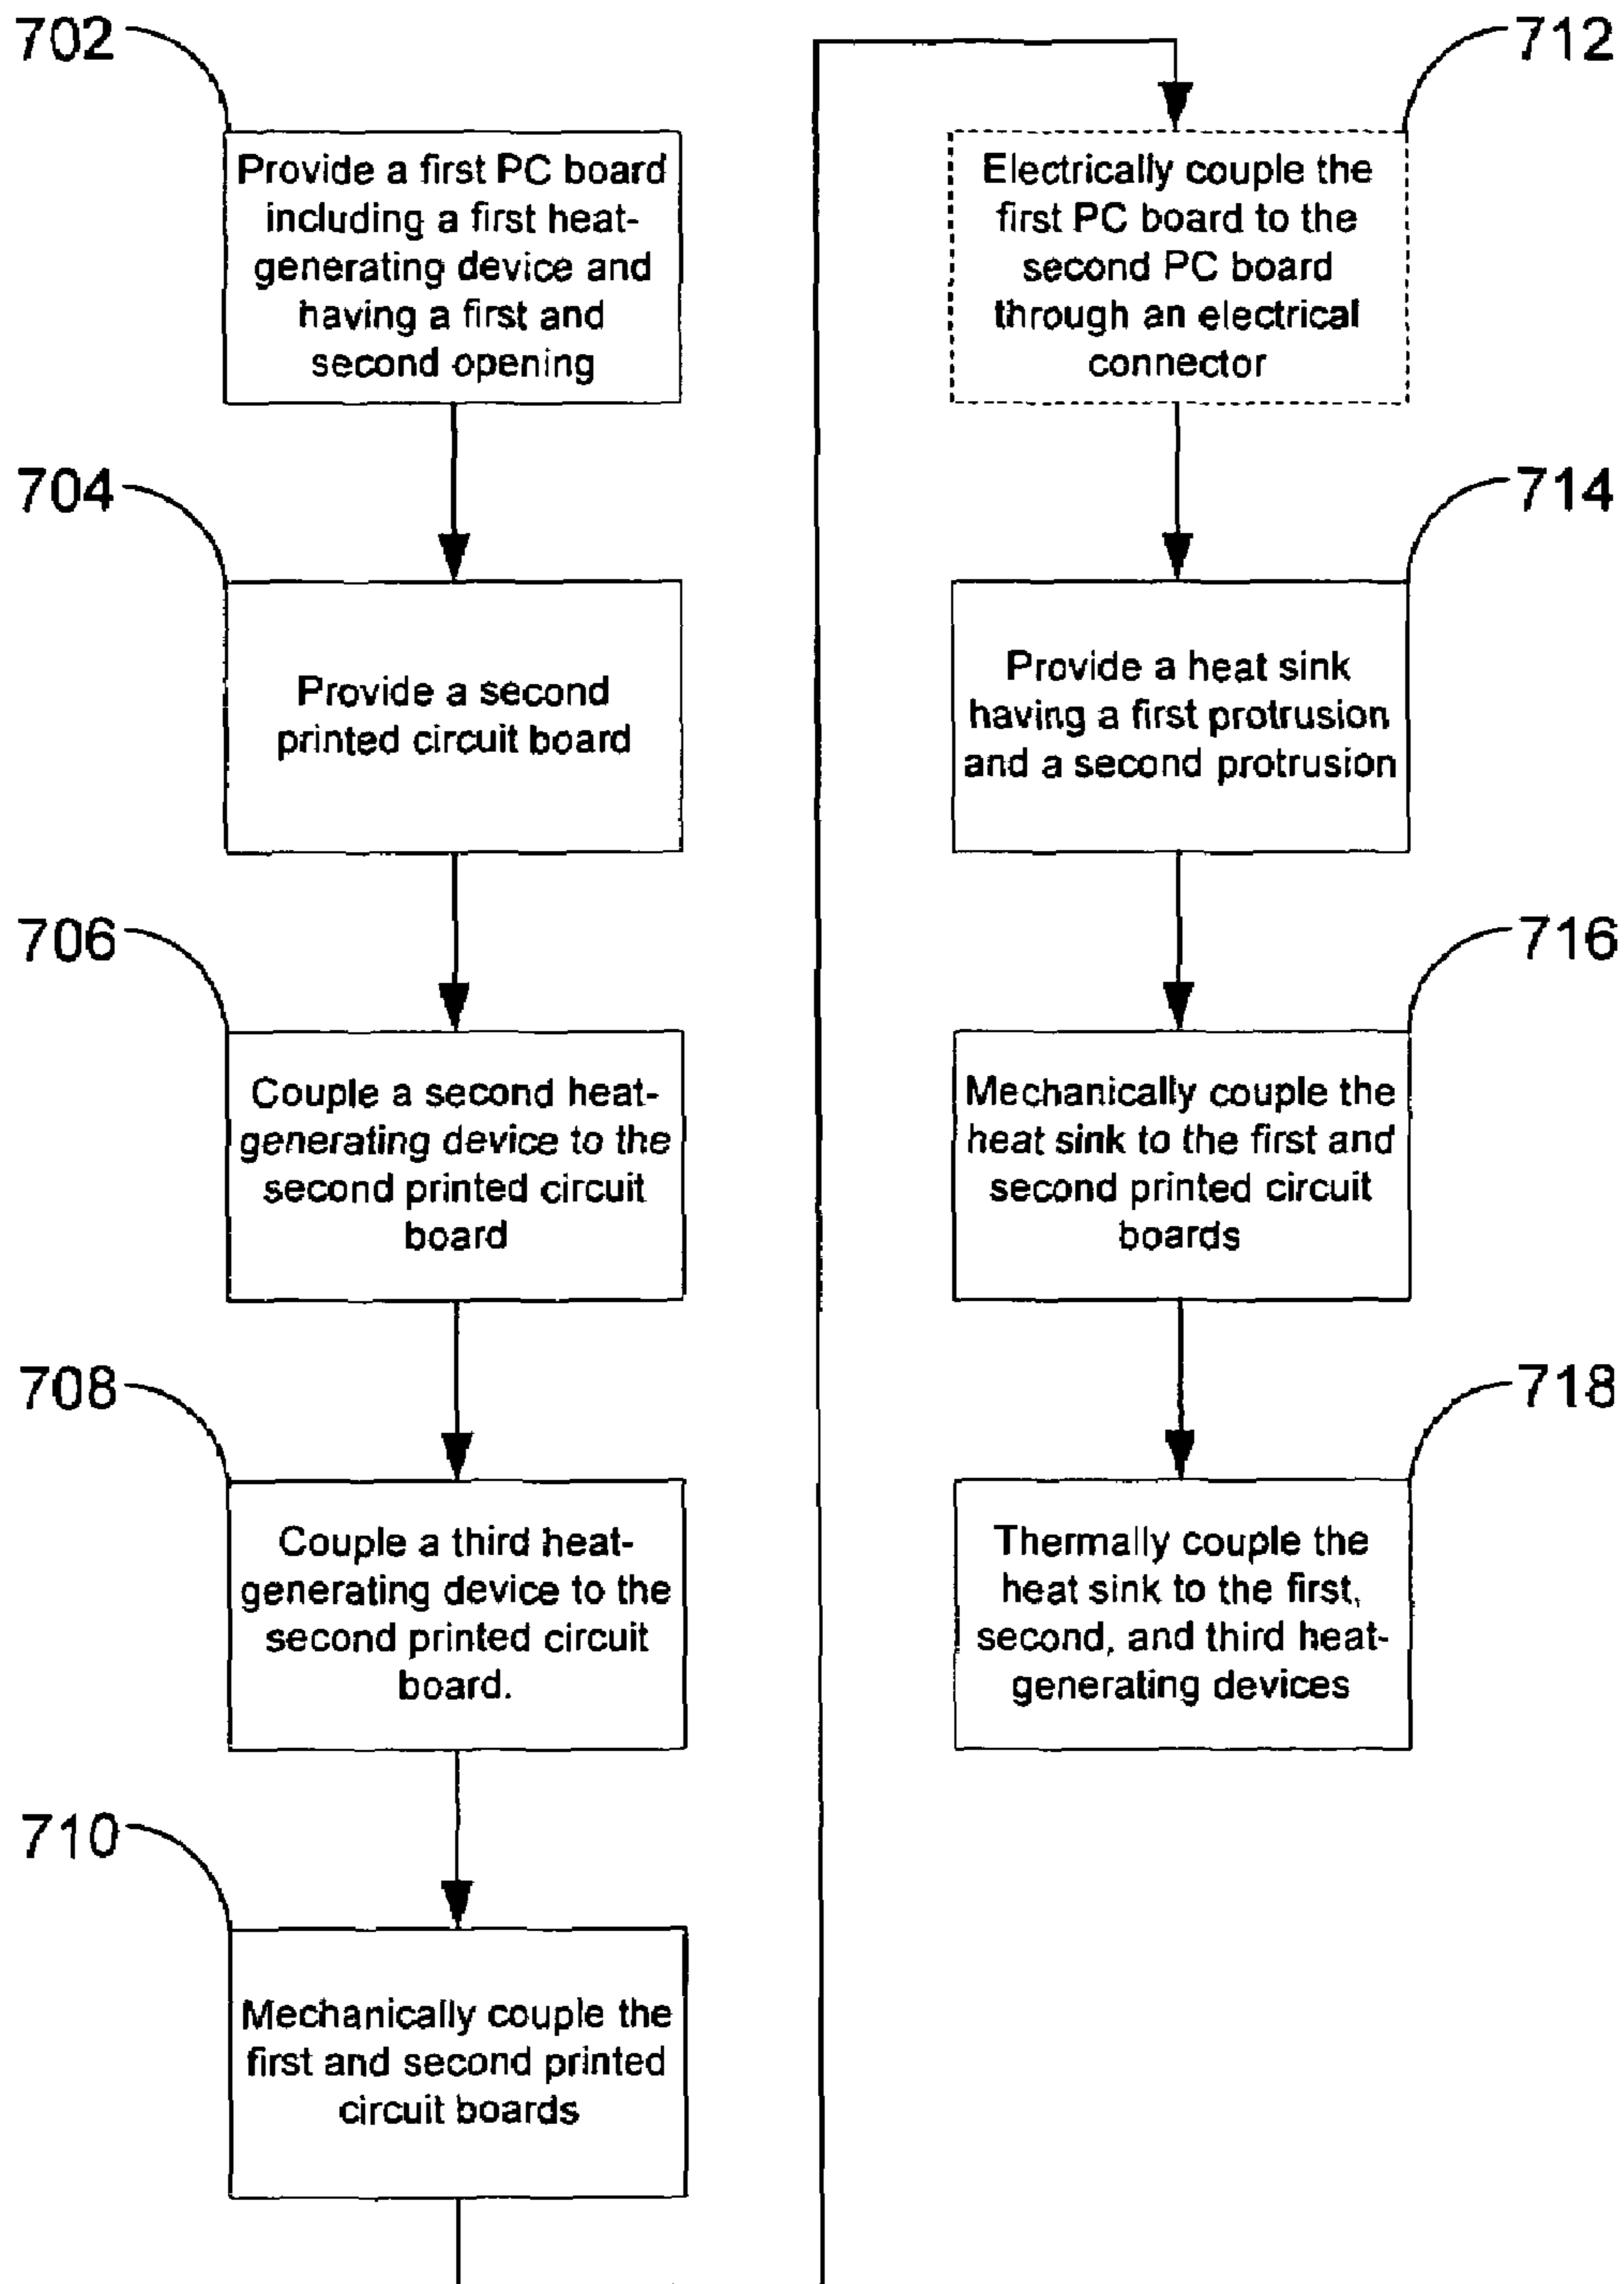 702
Provide a first PC board
including a first heat-
generating device and
having a first and
second opening
704
Provide a second
printed circuit board
706
Couple a second heat-
generating device to the
second printed circuit
board
708
Couple a third heat-
generating device to the
second printed circuit
board.
710
Mechanically couple the
first and second printed
circuit boards
712
Electrically couple the
first PC board to the
second PC board
through an electrical
connector
714
Provide a heat sink
having a first protrusion
and a second protrusion
716
Mechanically couple the
heat sink to the first and
second printed circuit
boards
718
Thermally couple the
heat sink to the first,
second, and third heat-
generating devices